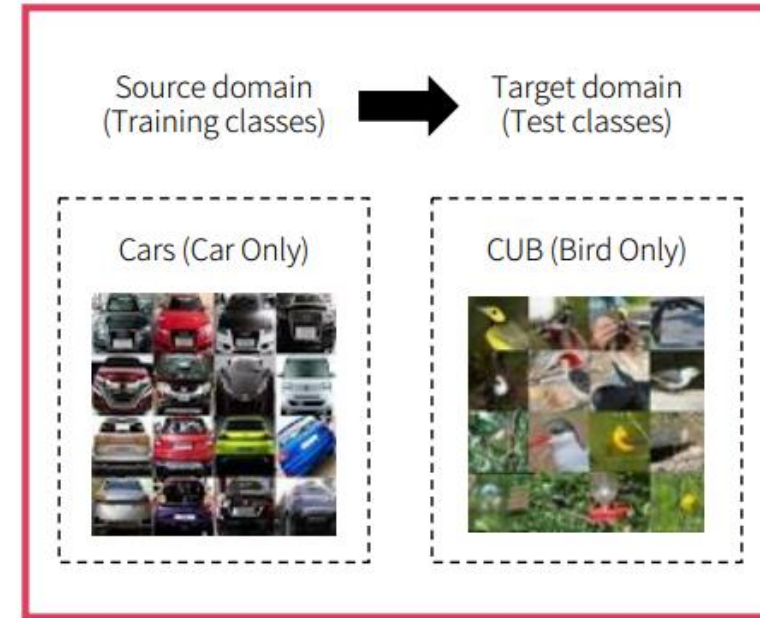 Source domain
(Training classes)
Target domain
(Test classes)
Cars (Car Only)
CUB (Bird Only)